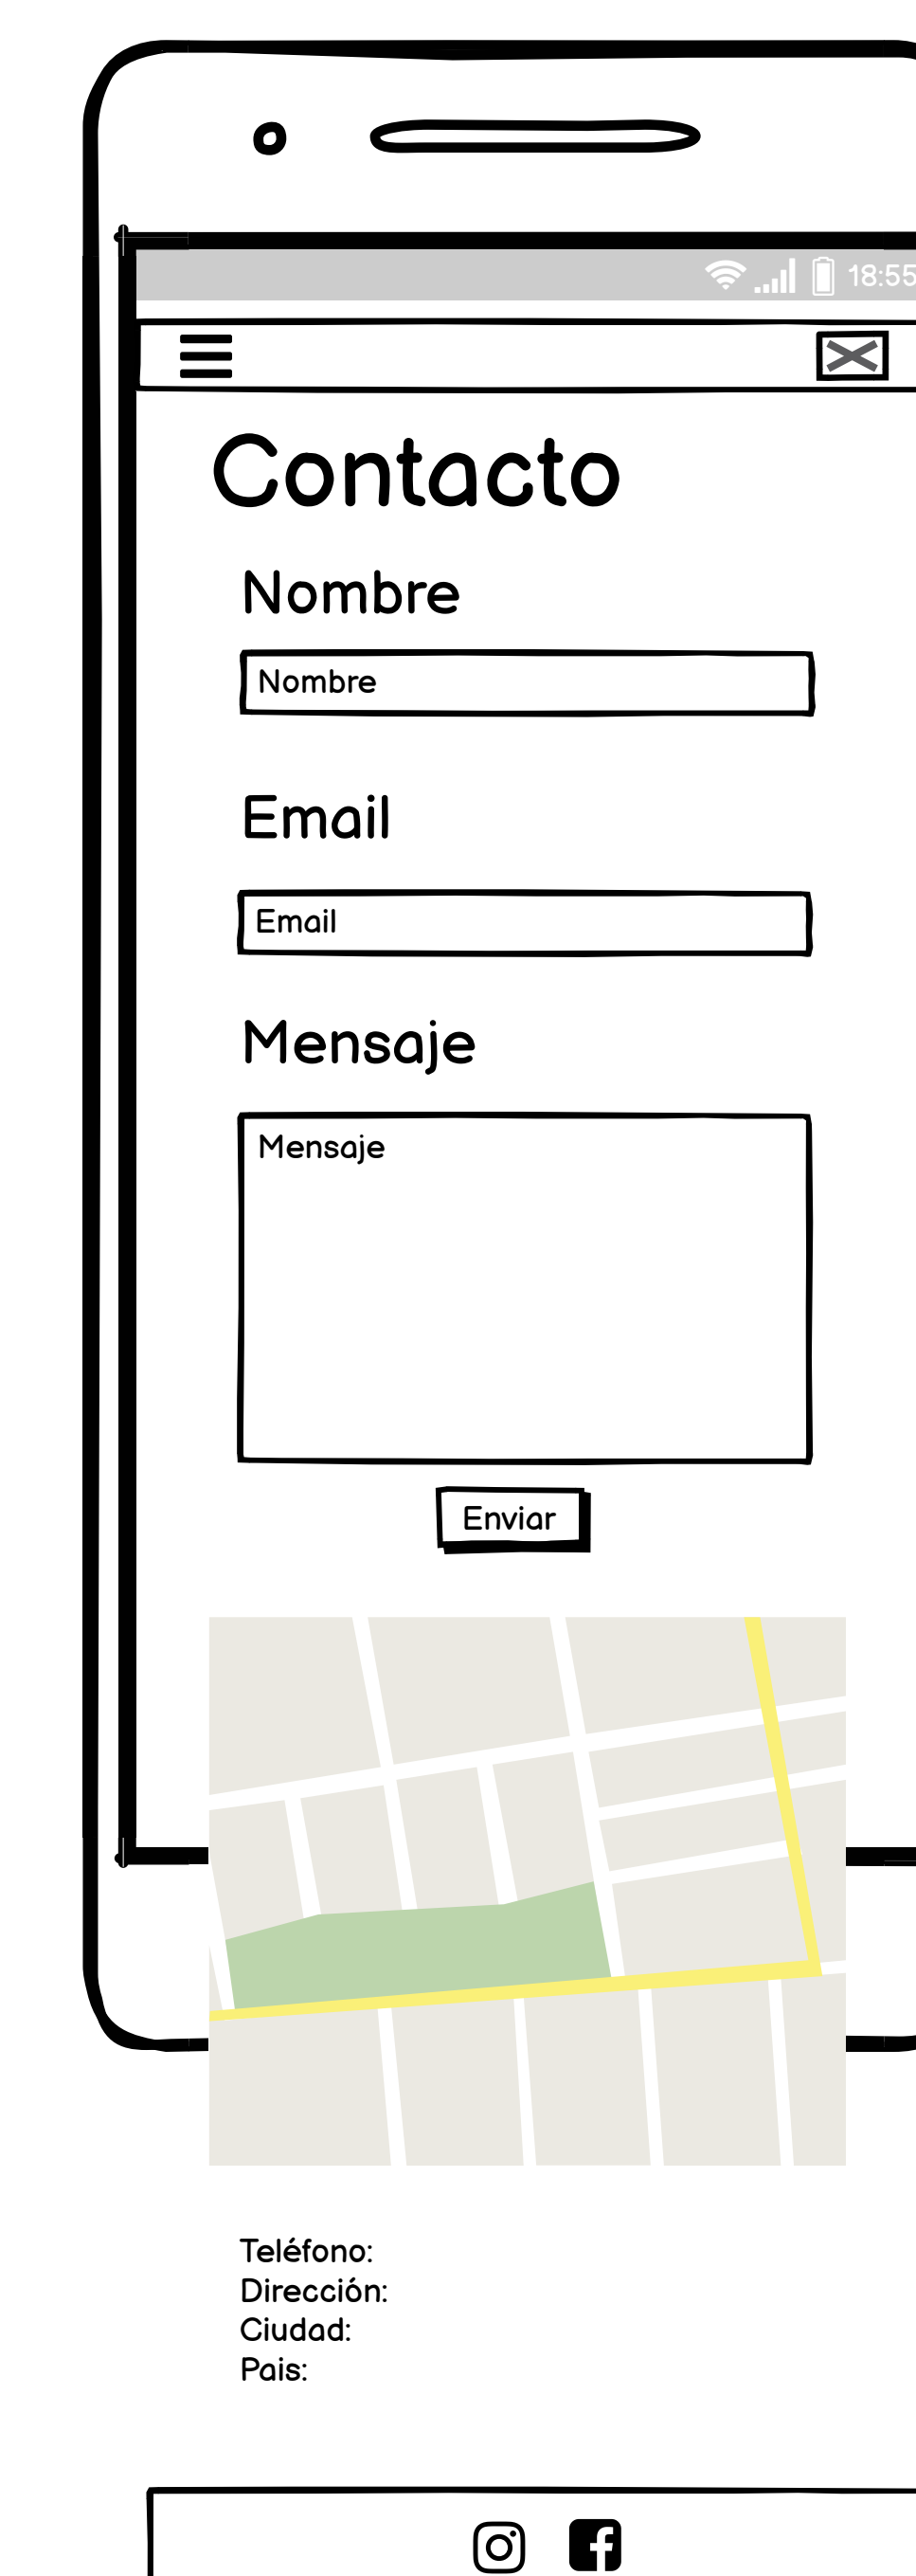 18:55
Contacto
Nombre
Nombre
Email
Email
Mensaje
Mensaje
Enviar
Teléfono:
Dirección:
Ciudad:
Pais: